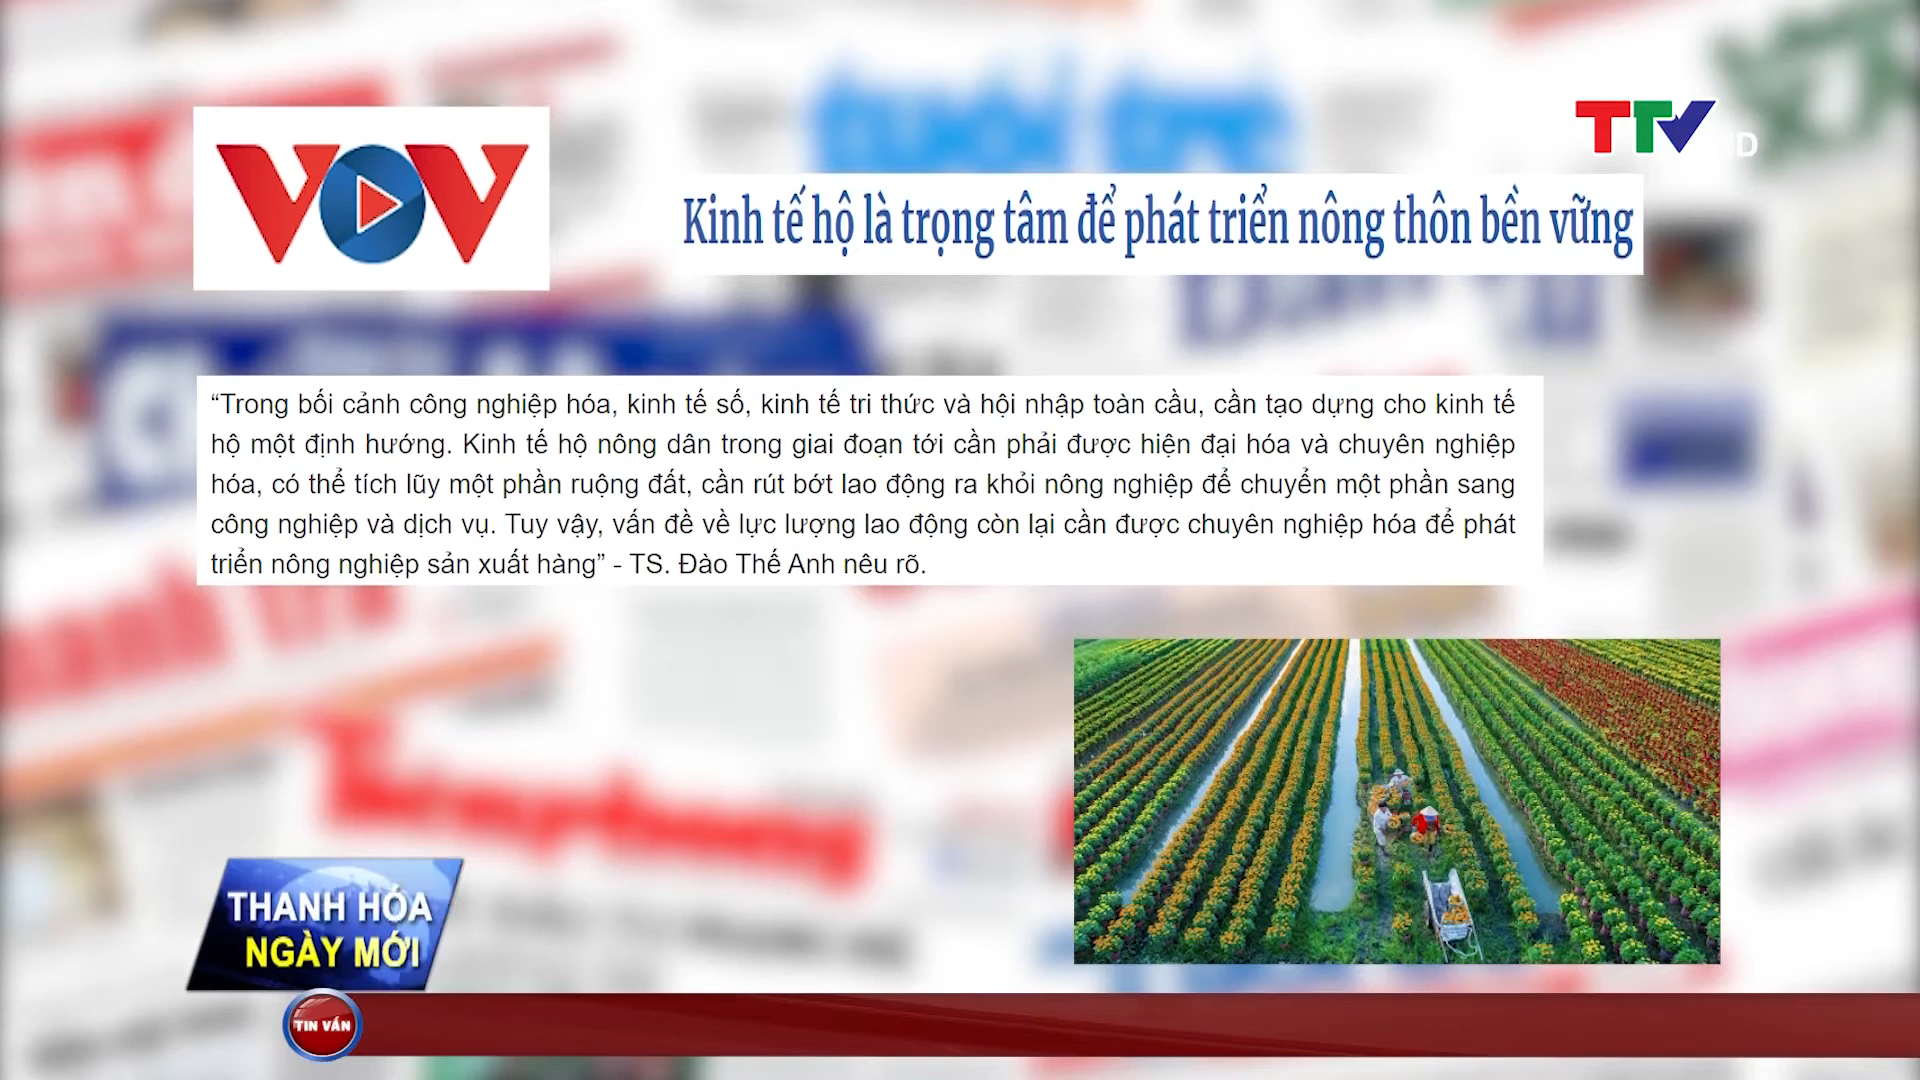 VOV
TTV
HD
Kinh tế hộ là trọng tâm để phát triển nông thôn bền vững
“Trong bối cảnh công nghiệp hóa, kinh tế số, kinh tế tri thức và hội nhập toàn cầu, cần tạo dựng cho kinh tế
hộ một định hướng. Kinh tế hộ nông dân trong giai đoạn tới cần phải được hiện đại hóa và chuyên nghiệp
hóa, có thể tích lũy một phần ruộng đất, cần rút bớt lao động ra khỏi nông nghiệp để chuyển một phần sang
công nghiệp và dịch vụ. Tuy vậy, vấn đề về lực lượng lao động còn lại cần được chuyên nghiệp hóa để phát
triển nông nghiệp sản xuất hàng” - TS. Đào Thế Anh nêu rõ.
THANH HÓA
NGÀY MỚI
TIN VẮN